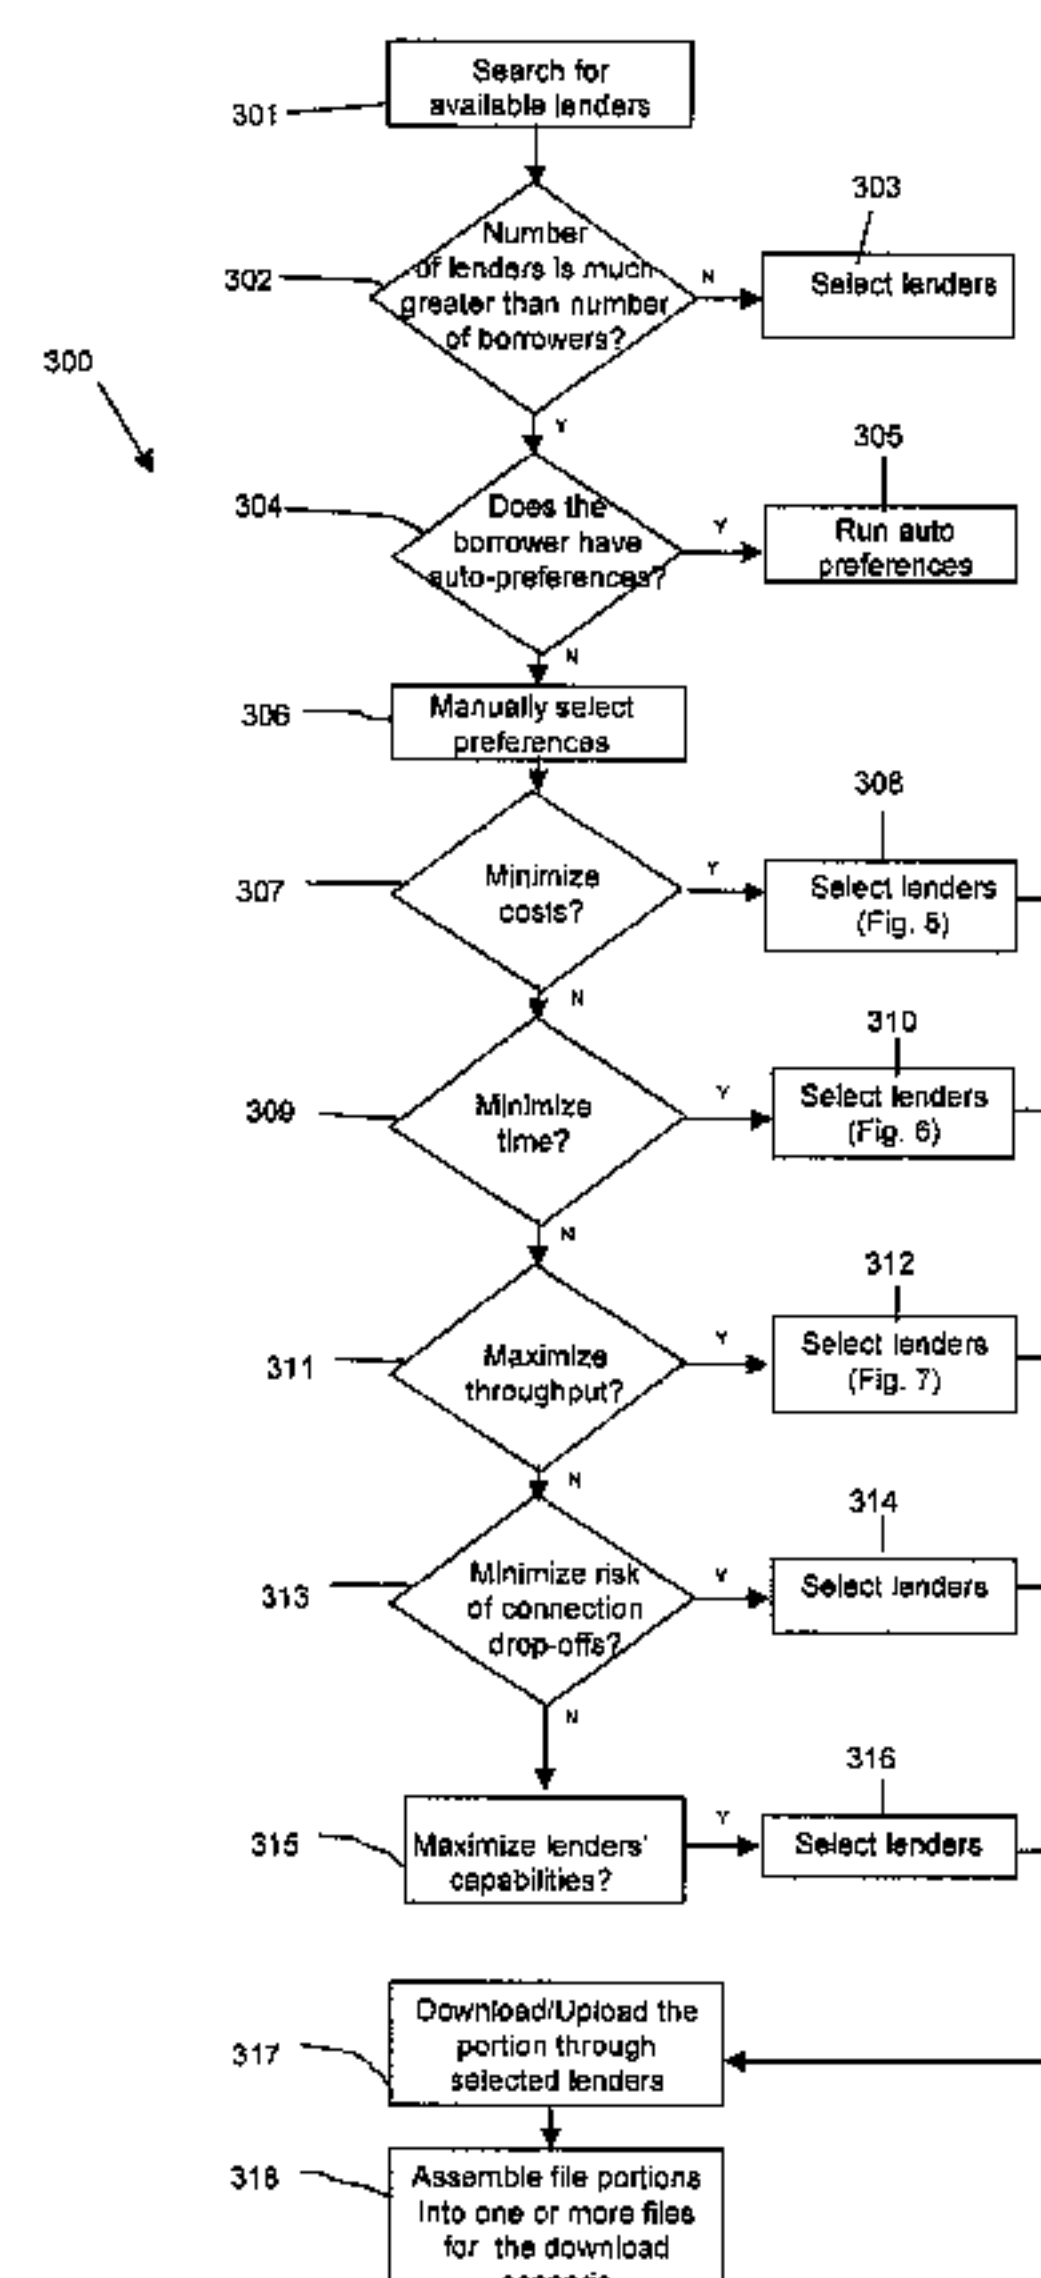 Search for
available lenders
301
303
Number
of lenders is much
greater than number
of borrowers?
302
N
Select lenders
300
Y
305
304
Does the
borrower have
auto-preferences?
Y
Run auto
preferences
N
306
Manually select
preferences
308
307
Minimize
costs?
Y
Select lenders
(Fig. 5)
N
310
309
Minimize
time?
Y
Select lenders
(Fig. 6)
N
312
311
Maximize
throughput?
Y
Select lenders
(Fig. 7)
N
314
313
Minimize risk
of connection
drop-offs?
Y
Select lenders
N
316
315
Maximize lenders'
capabilities?
Y
Select lenders
317
Download/Upload the
portion through
selected lenders
318
Assemble file portions
into one or more files
for the download